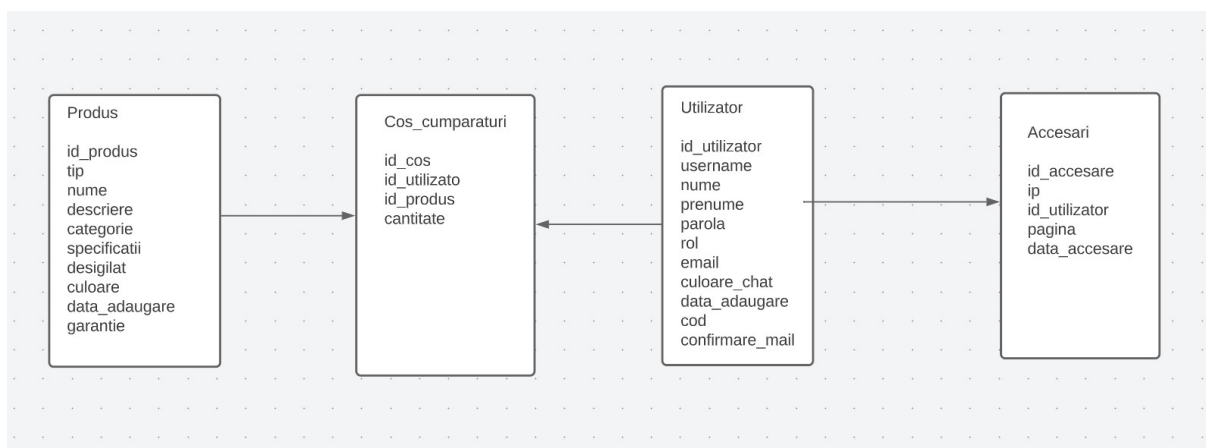 Produs
id_produs
tip
nume
descriere
categorie
specificatii
desigilat
culoare
data_adaugare
garantie
Cos_cumparaturi
id_cos
id_utilizato
id_produs
cantitate
Utilizator
id_utilizator
username
nume
prenume
parola
rol
email
culoare_chat
data_adaugare
cod
confirmare_mail
Accesari
id_accesare
ip
id_utilizator
pagina
data_accesare